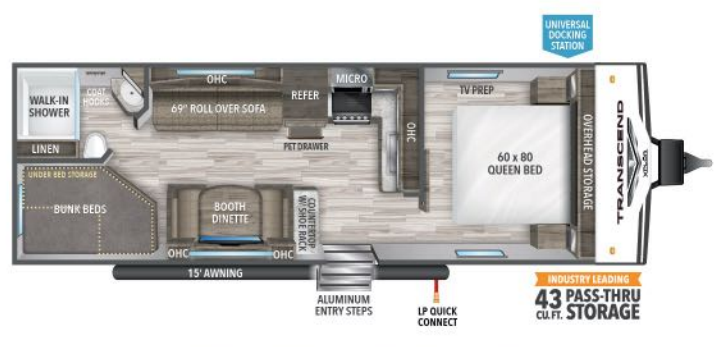 UNIVERSAL
DOCKING
STATION
OHC
MICRO
TV PREP
WALK-IN
SHOWER
COAT
HOOKS
69" ROLL OVER SOFA
REFER
OHC
LINEN
PET DRAWER
60 x 80
QUEEN BED
OVERHEAD STORAGE
TRANSCEND
XPLOR
UNDER BED STORAGE
BUNK BEDS
BOOTH
DINETTE
COUNTERTOP
W/ SHOE RACK
OHC
OHC
15' AWNING
ALUMINUM
ENTRY STEPS
LP QUICK
CONNECT
INDUSTRY LEADING
43 CU. FT. PASS-THRU
STORAGE